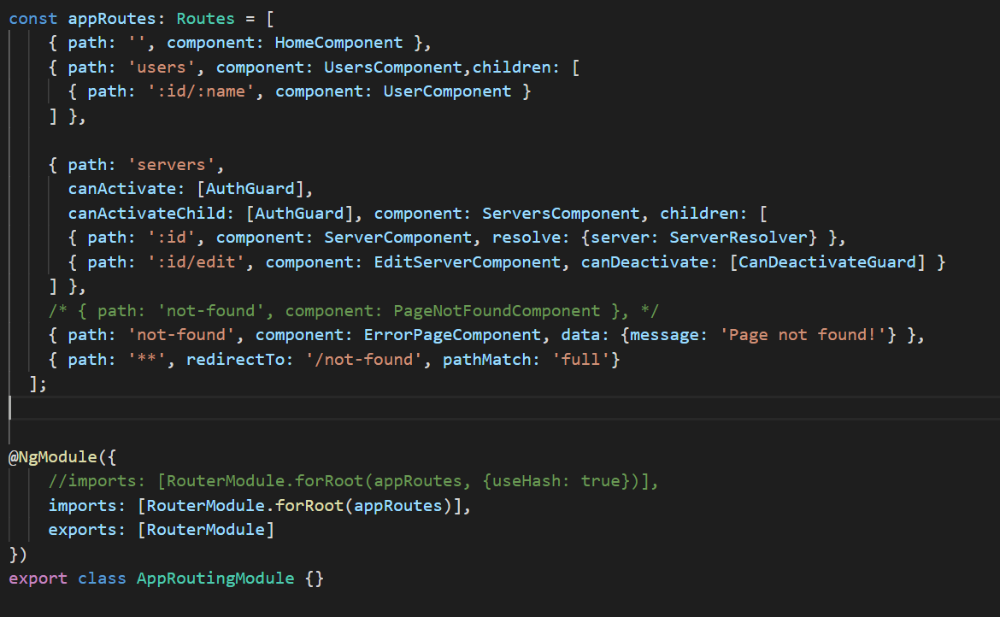 const appRoutes: Routes = [
    { path: '', component: HomeComponent },
    { path: 'users', component: UsersComponent,children: [
      { path: ':id/:name', component: UserComponent }
    ] },

    { path: 'servers',
      canActivate: [AuthGuard],
      canActivateChild: [AuthGuard], component: ServersComponent, children: [
      { path: ':id', component: ServerComponent, resolve: {server: ServerResolver} },
      { path: ':id/edit', component: EditServerComponent, canDeactivate: [CanDeactivateGuard] }
    ] },
    /* { path: 'not-found', component: PageNotFoundComponent }, */
    { path: 'not-found', component: ErrorPageComponent, data: {message: 'Page not found!'} },
    { path: '**', redirectTo: '/not-found', pathMatch: 'full'}
  ];

@NgModule({
    //imports: [RouterModule.forRoot(appRoutes, {useHash: true})],
    imports: [RouterModule.forRoot(appRoutes)],
    exports: [RouterModule]
})
export class AppRoutingModule {}